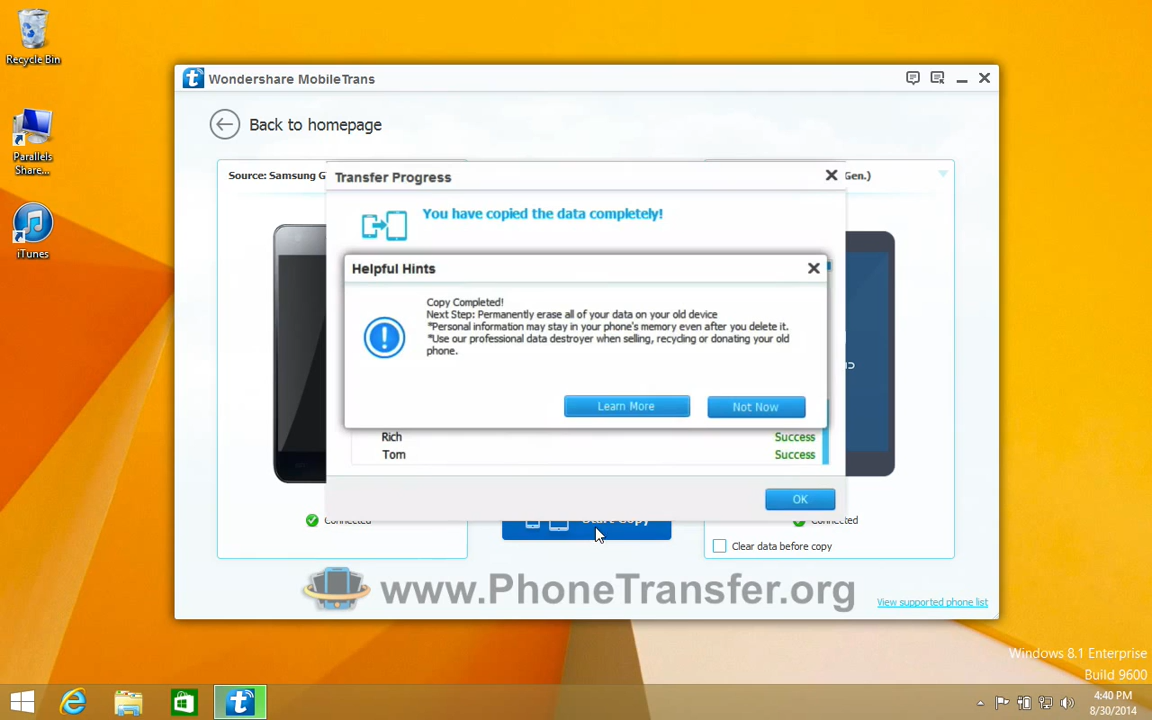 Recycle Bin
Parallels
Share...
iTunes
Wondershare MobileTrans
Back to homepage
Source: Samsung G
Gen.)
Transfer Progress
You have copied the data completely!
Helpful Hints
Copy Completed!
Next Step: Permanently erase all of your data on your old device
*Personal information may stay in your phone's memory even after you delete it.
*Use our professional data destroyer when selling, recycling or donating your old
phone.
Learn More
Not Now
Rich Success
Tom Success
OK
Connected
Start Copy
Connected
Clear data before copy
www.PhoneTransfer.org
View supported phone list
Windows 8.1 Enterprise
Build 9600
4:40 PM
8/30/2014